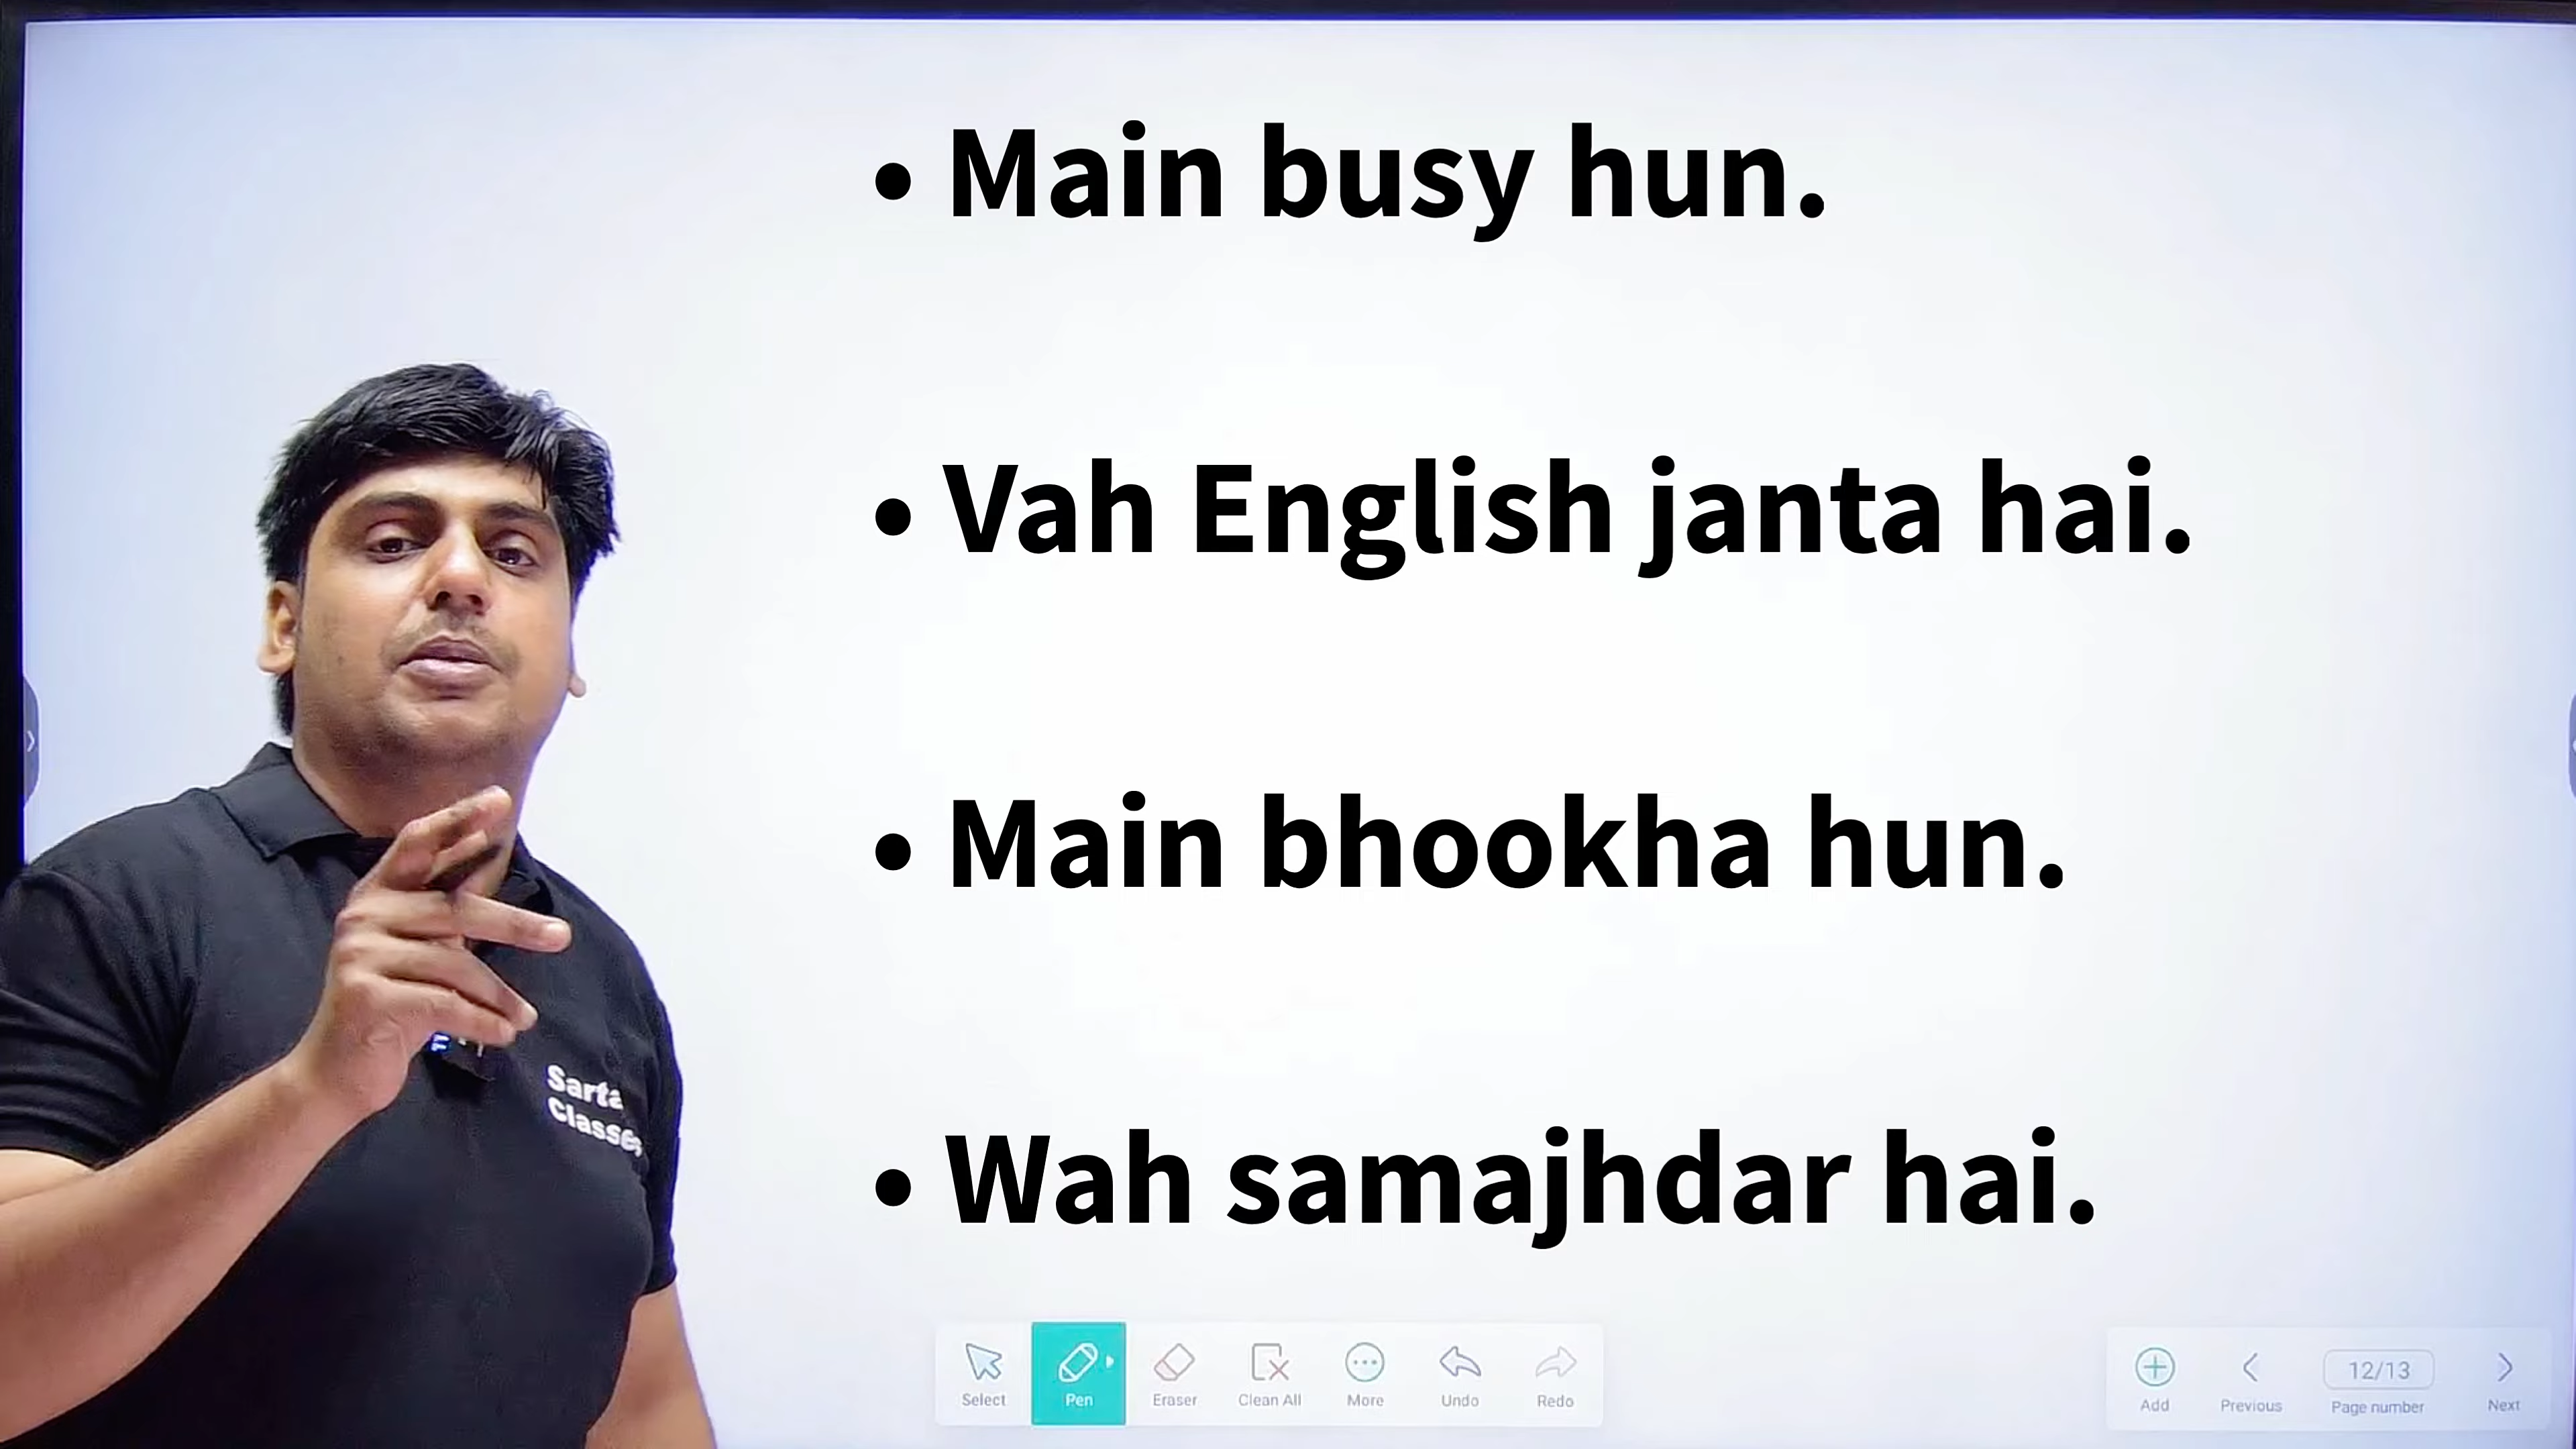 • Main busy hun.
• Vah English janta hai.
• Main bhookha hun.
• Wah samajhdar hai.
Classes
Select
Pen
Eraser
Clean All
More
Undo
Redo
Add
Previous
12/13
Page number
Next